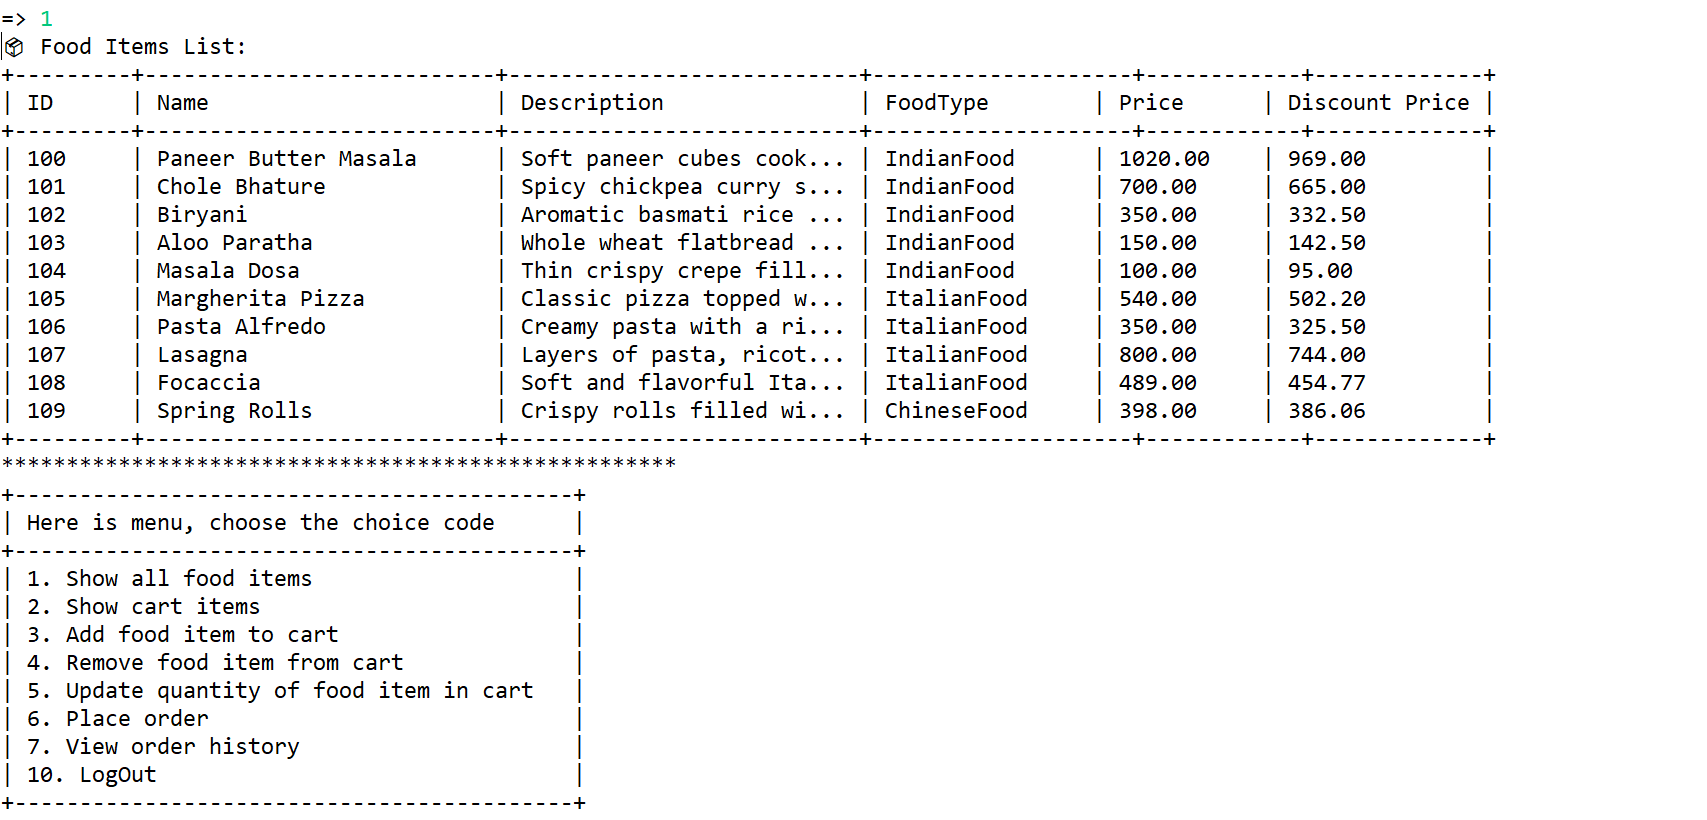 => 1
📦 Food Items List:
+---------+---------------------------+---------------------------+--------------------+------------+-------------+
| ID      | Name                      | Description               | FoodType        | Price      | Discount Price |
+---------+---------------------------+---------------------------+--------------------+------------+-------------+
| 100     | Paneer Butter Masala      | Soft paneer cubes cook... | IndianFood      | 1020.00    | 969.00         |
| 101     | Chole Bhature             | Spicy chickpea curry s... | IndianFood      | 700.00     | 665.00         |
| 102     | Biryani                   | Aromatic basmati rice ... | IndianFood      | 350.00     | 332.50         |
| 103     | Aloo Paratha              | Whole wheat flatbread ... | IndianFood      | 150.00     | 142.50         |
| 104     | Masala Dosa               | Thin crispy crepe fill... | IndianFood      | 100.00     | 95.00          |
| 105     | Margherita Pizza          | Classic pizza topped w... | ItalianFood     | 540.00     | 502.20         |
| 106     | Pasta Alfredo             | Creamy pasta with a ri... | ItalianFood     | 350.00     | 325.50         |
| 107     | Lasagna                   | Layers of pasta, ricot... | ItalianFood     | 800.00     | 744.00         |
| 108     | Focaccia                  | Soft and flavorful Ita... | ItalianFood     | 489.00     | 454.77         |
| 109     | Spring Rolls              | Crispy rolls filled wi... | ChineseFood     | 398.00     | 386.06         |
+---------+---------------------------+---------------------------+--------------------+------------+-------------+
****************************************************
+-------------------------------------------+
| Here is menu, choose the choice code      |
+-------------------------------------------+
| 1. Show all food items                    |
| 2. Show cart items                        |
| 3. Add food item to cart                  |
| 4. Remove food item from cart             |
| 5. Update quantity of food item in cart   |
| 6. Place order                            |
| 7. View order history                     |
| 10. LogOut                                |
+-------------------------------------------+